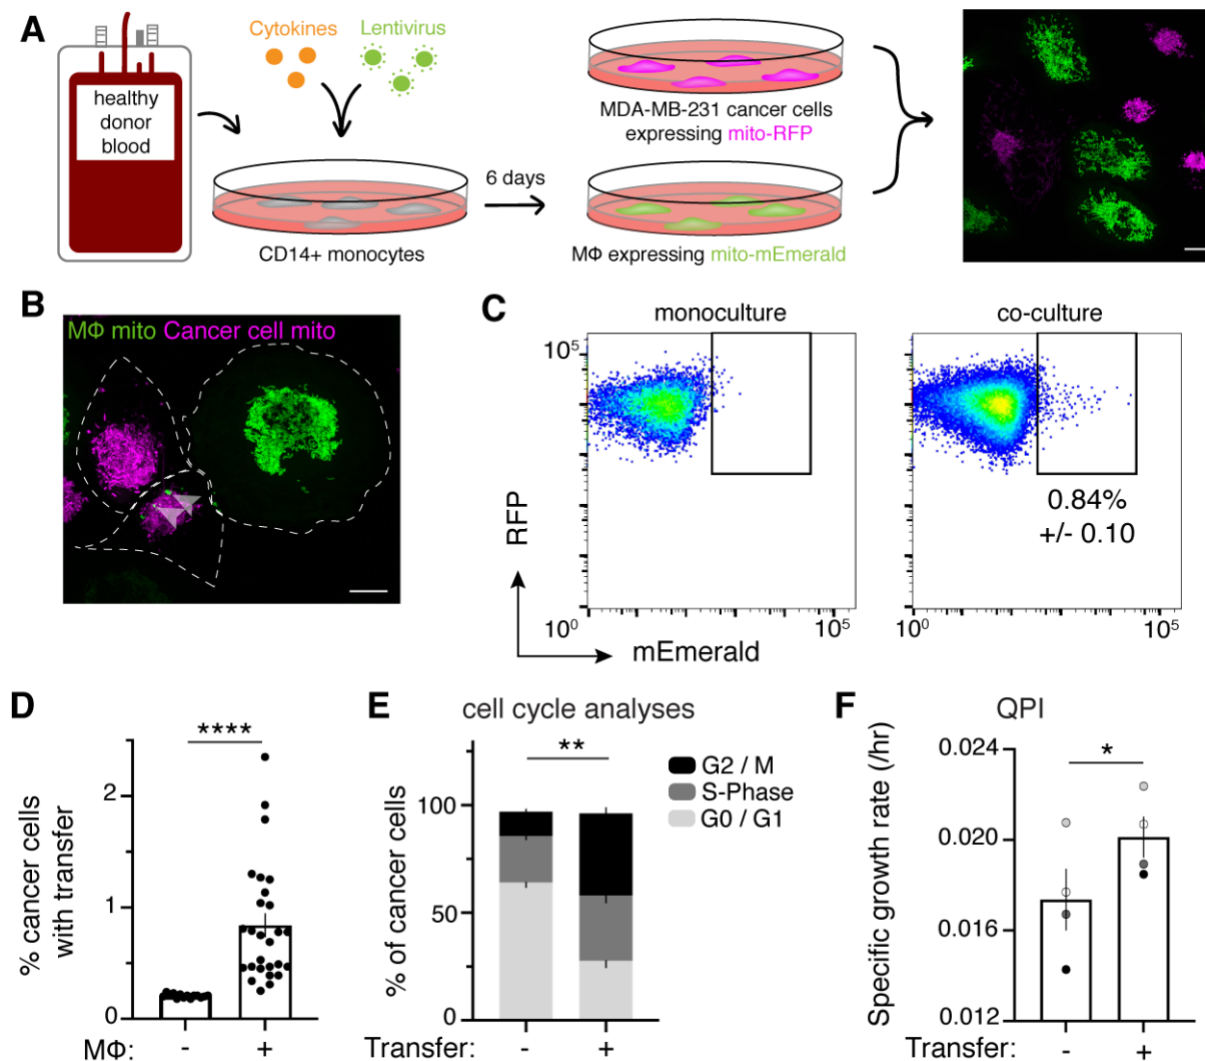 A
healthy
donor
blood
Cytokines
Lentivirus
CD14+ monocytes
6 days
MDA-MB-231 cancer cells
expressing mito-RFP
MΦ expressing mito-mEmerald
B
MΦ mito Cancer cell mito
C
monoculture
co-culture
10⁵
RFP
0.84%
+/- 0.10
10⁰
10⁵
10⁰
10⁵
mEmerald
D
****
% cancer cells
with transfer
2
1
0
MΦ:
-
+
E
cell cycle analyses
**
G2 / M
S-Phase
G0 / G1
% of cancer cells
100
50
0
Transfer:
-
+
F
QPI
*
Specific growth rate (/hr)
0.024
0.020
0.016
0.012
Transfer:
-
+